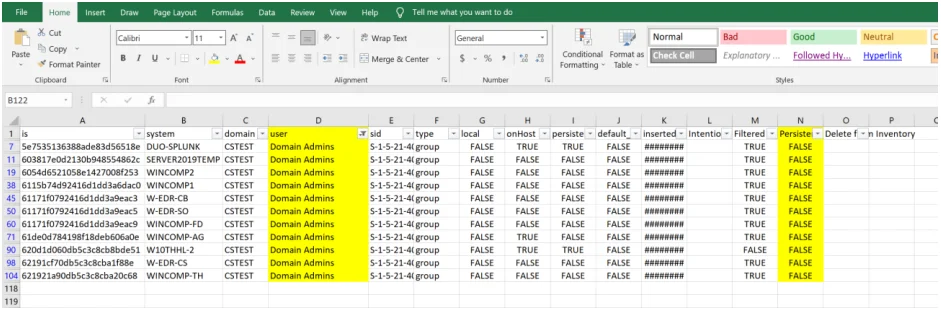 File Home Insert Draw Page Layout Formulas Data Review View Help Tell me what you want to do
Cut
Copy
Format Painter
Paste
Clipboard
Calibri 11 A A
B I U A
Font
Wrap Text
Merge & Center
Alignment
General
$ % , .00 .0
Number
Conditional Formatting
Format as Table
Normal Bad Good Neutral
Check Cell Explanatory ... Followed Hy... Hyperlink
Styles
B122 fx
A B C D E F G H I J K L M N O P
1 is system domain user sid type local onHost persiste default_ inserted Intentio Filtered Persisten Delete f n Inventory
7 5e7535136388ade83d56518e DUO-SPLUNK CSTEST Domain Admins S-1-5-21-4 group FALSE TRUE TRUE FALSE ######## TRUE FALSE
11 603817e0d2130b948554862c SERVER2019TEMP CSTEST Domain Admins S-1-5-21-4 group FALSE FALSE FALSE FALSE ######## TRUE FALSE
19 6054d6521058e1427008f253 WINCOMP2 CSTEST Domain Admins S-1-5-21-4 group FALSE FALSE FALSE FALSE ######## TRUE FALSE
38 6115b74d92416d1dd3a6dac0 WINCOMP1 CSTEST Domain Admins S-1-5-21-4 group FALSE FALSE FALSE FALSE ######## TRUE FALSE
45 61171f0792416d1dd3a9eac3 W-EDR-CB CSTEST Domain Admins S-1-5-21-4 group FALSE FALSE FALSE FALSE ######## TRUE FALSE
50 61171f0792416d1dd3a9eac5 W-EDR-SO CSTEST Domain Admins S-1-5-21-4 group FALSE FALSE FALSE FALSE ######## TRUE FALSE
60 61171f0792416d1dd3a9eac9 WINCOMP-FD CSTEST Domain Admins S-1-5-21-4 group FALSE FALSE FALSE FALSE ######## TRUE FALSE
71 61de0d784198f18deb606a0e WINCOMP-AG CSTEST Domain Admins S-1-5-21-4 group FALSE TRUE FALSE FALSE ######## TRUE FALSE
90 620d1d060db5c3c8cb8bde51 W10THHL-2 CSTEST Domain Admins S-1-5-21-4 group FALSE TRUE TRUE FALSE ######## FALSE FALSE
98 62191cf70db5c3c8cba1f88e W-EDR-CS CSTEST Domain Admins S-1-5-21-4 group FALSE FALSE FALSE FALSE ######## TRUE FALSE
104 621921a90db5c3c8cba20c68 WINCOMP-TH CSTEST Domain Admins S-1-5-21-4 group FALSE FALSE FALSE FALSE ######## TRUE FALSE
118
119